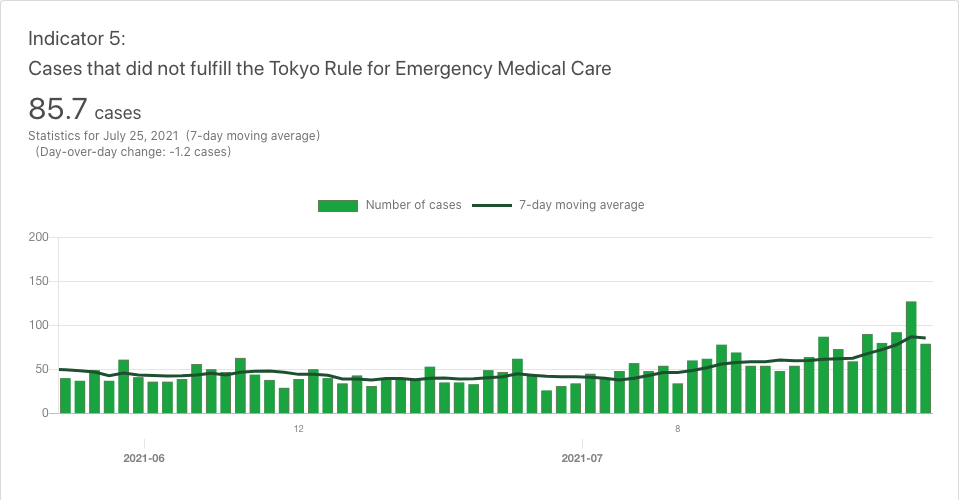 Indicator 5:
Cases that did not fulfill the Tokyo Rule for Emergency Medical Care
85.7 cases
Statistics for July 25, 2021 (7-day moving average)
(Day-over-day change: -1.2 cases)
Number of cases 7-day moving average
200
150
100
50
0
12 8
2021-06 2021-07